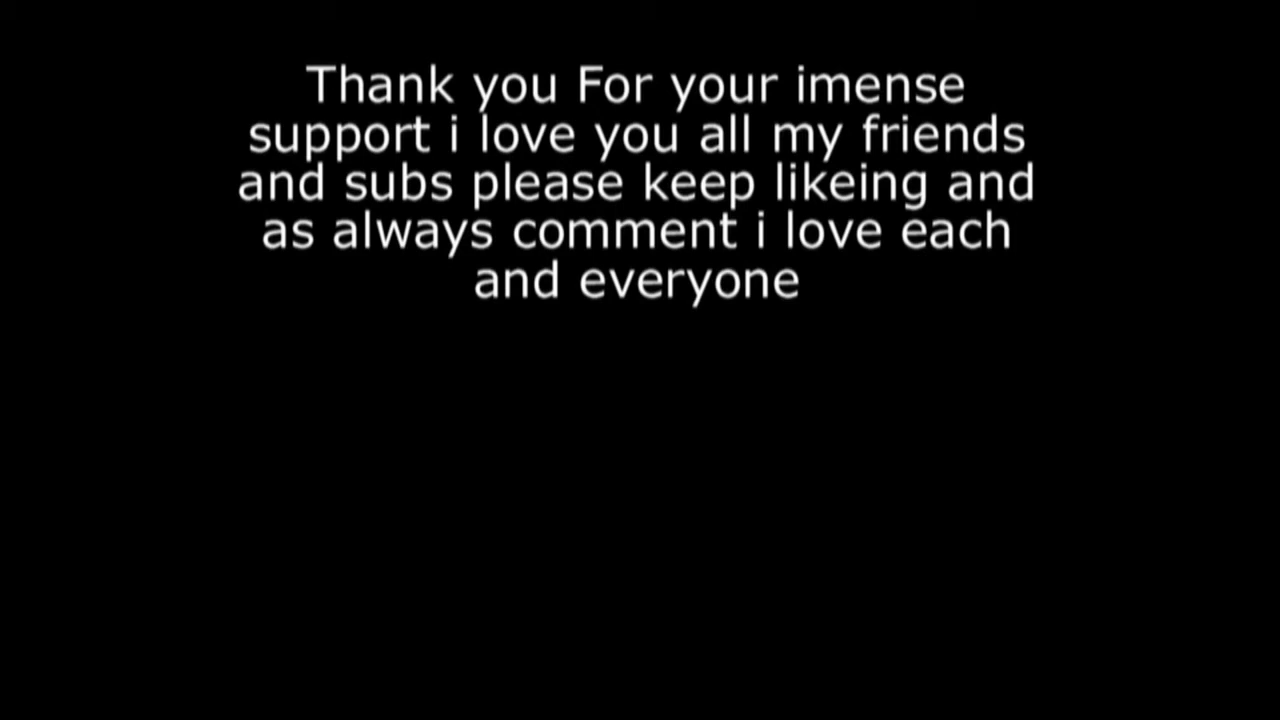 Thank you For your imense
support i love you all my friends
and subs please keep likeing and
as always comment i love each
and everyone